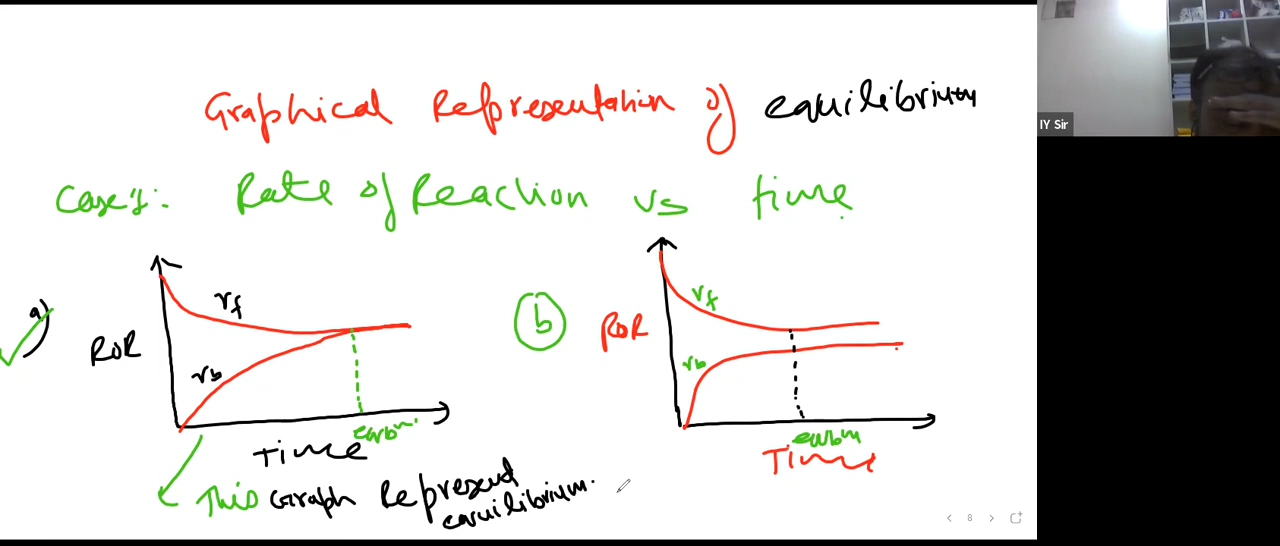 Graphical Representation of equilibrium
Case1: Rate of Reaction vs time
a)
rf
ROR
rb
eqbm.
Time
This Graph Represent
equilibrium.
b
rf
ROR
rb
eqbm
Time
IY Sir
8